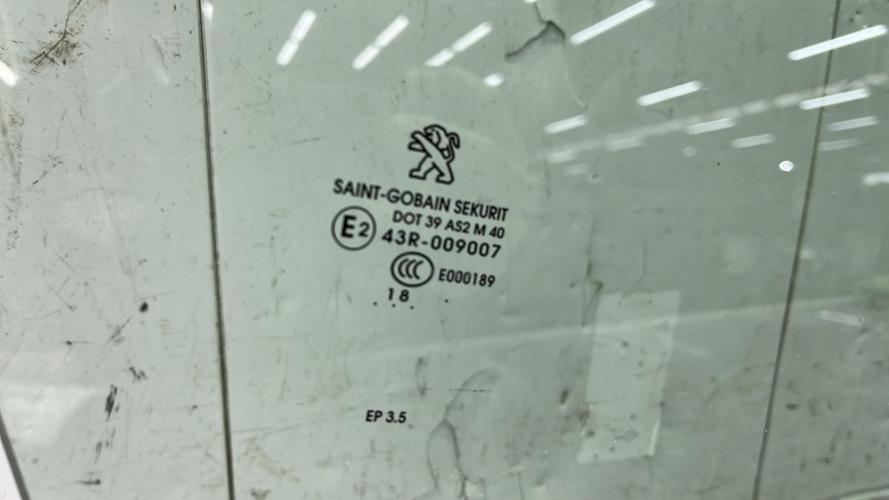 SAINT-GOBAIN SEKURIT
DOT 39 AS2 M 40
E2 43R-009007
CCC E000189
. 18 .
. . .
EP 3.5